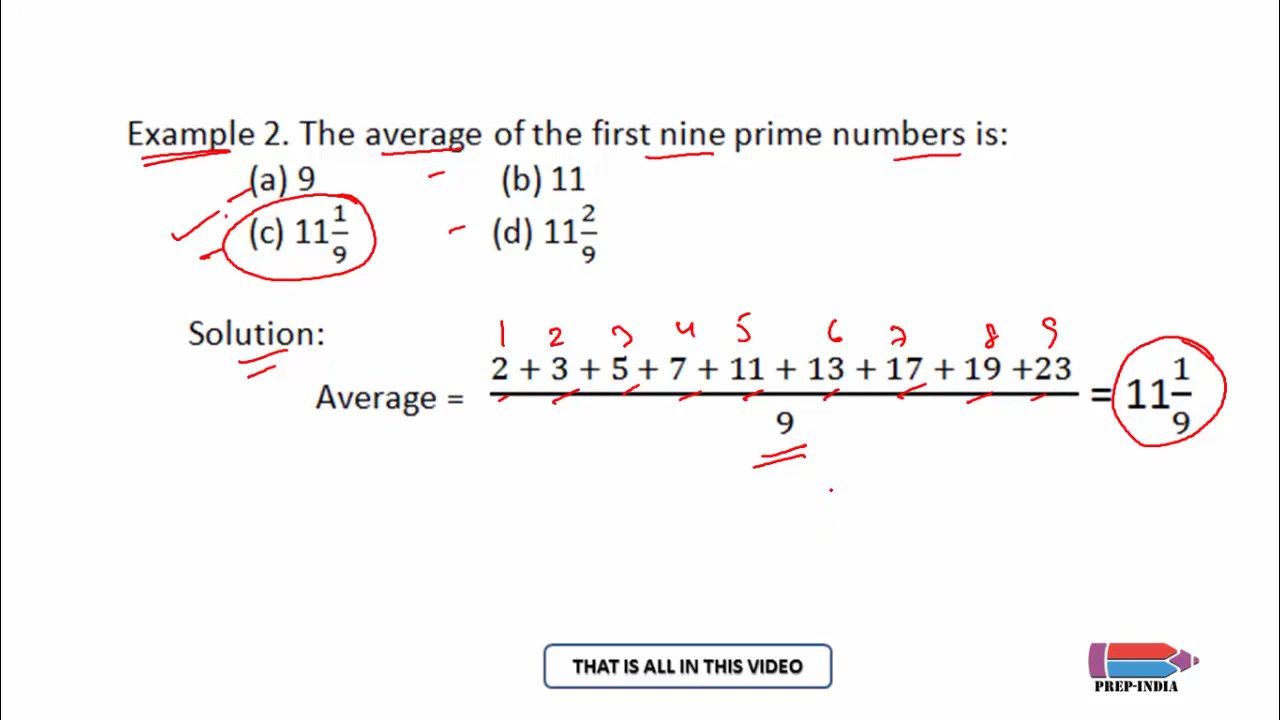 Example 2. The average of the first nine prime numbers is:
(a) 9 (b) 11
(c) 11 1/9 (d) 11 2/9
Solution:
1 2 3 4 5 6 7 8 9
Average = 2 + 3 + 5 + 7 + 11 + 13 + 17 + 19 +23 / 9 = 11 1/9
THAT IS ALL IN THIS VIDEO
PREP-INDIA